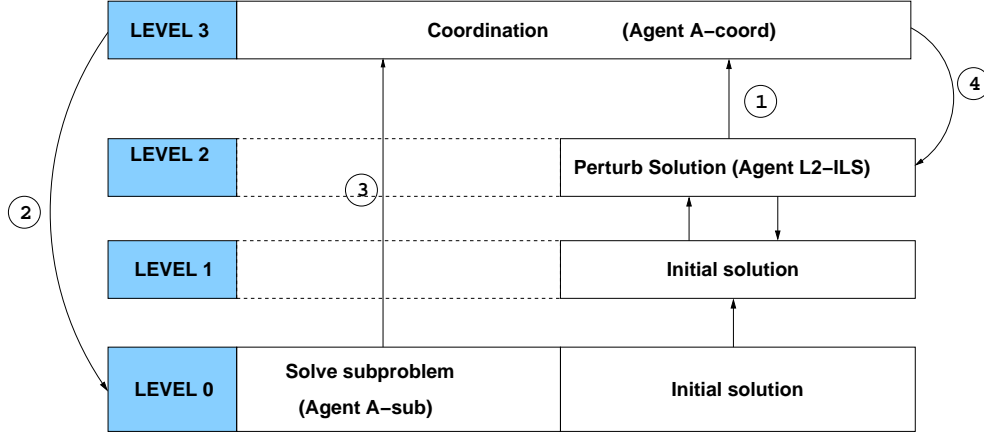 LEVEL 3 Coordination (Agent A−coord)
4
1
LEVEL 2 Perturb Solution (Agent L2−ILS)
3
2
LEVEL 1 Initial solution
LEVEL 0 Solve subproblem
(Agent A−sub) Initial solution